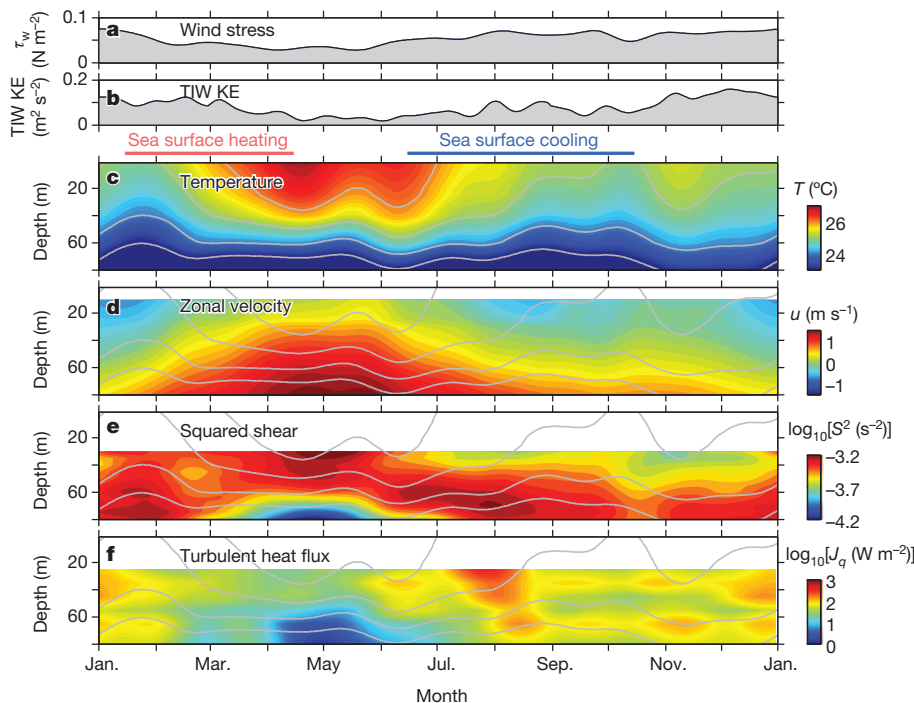 0.1
a Wind stress
τw (N m−2)
0
0.2
b TIW KE
TIW KE (m2 s−2)
0
Sea surface heating
Sea surface cooling
c Temperature
Depth (m)
20
60
T (ºC)
26
24
d Zonal velocity
Depth (m)
20
60
u (m s−1)
1
0
−1
e Squared shear
Depth (m)
20
60
log10[S2 (s−2)]
−3.2
−3.7
−4.2
f Turbulent heat flux
Depth (m)
20
60
log10[Jq (W m−2)]
3
2
1
0
Jan. Mar. May Jul. Sep. Nov. Jan.
Month